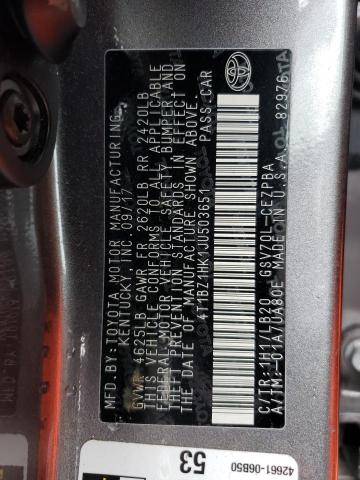 MFD. BY: TOYOTA MOTOR MANUFACTURING,
KENTUCKY, INC. 09/17
GVWR 4625LB GAWR FR 2620LB RR 2420LB
THIS VEHICLE CONFORMS TO ALL APPLICABLE
FEDERAL MOTOR VEHICLE SAFETY, BUMPER, AND
THEFT PREVENTION STANDARDS IN EFFECT ON
THE DATE OF MANUFACTURE SHOWN ABOVE.
4T1BZ1HK1JU503651 PASS.CAR
C/TR:1H1/LB20 GSV70L-CE7PBA
A/TM:-01A/UA80E MADE IN U.S.A. 82976
53
42661-06B50